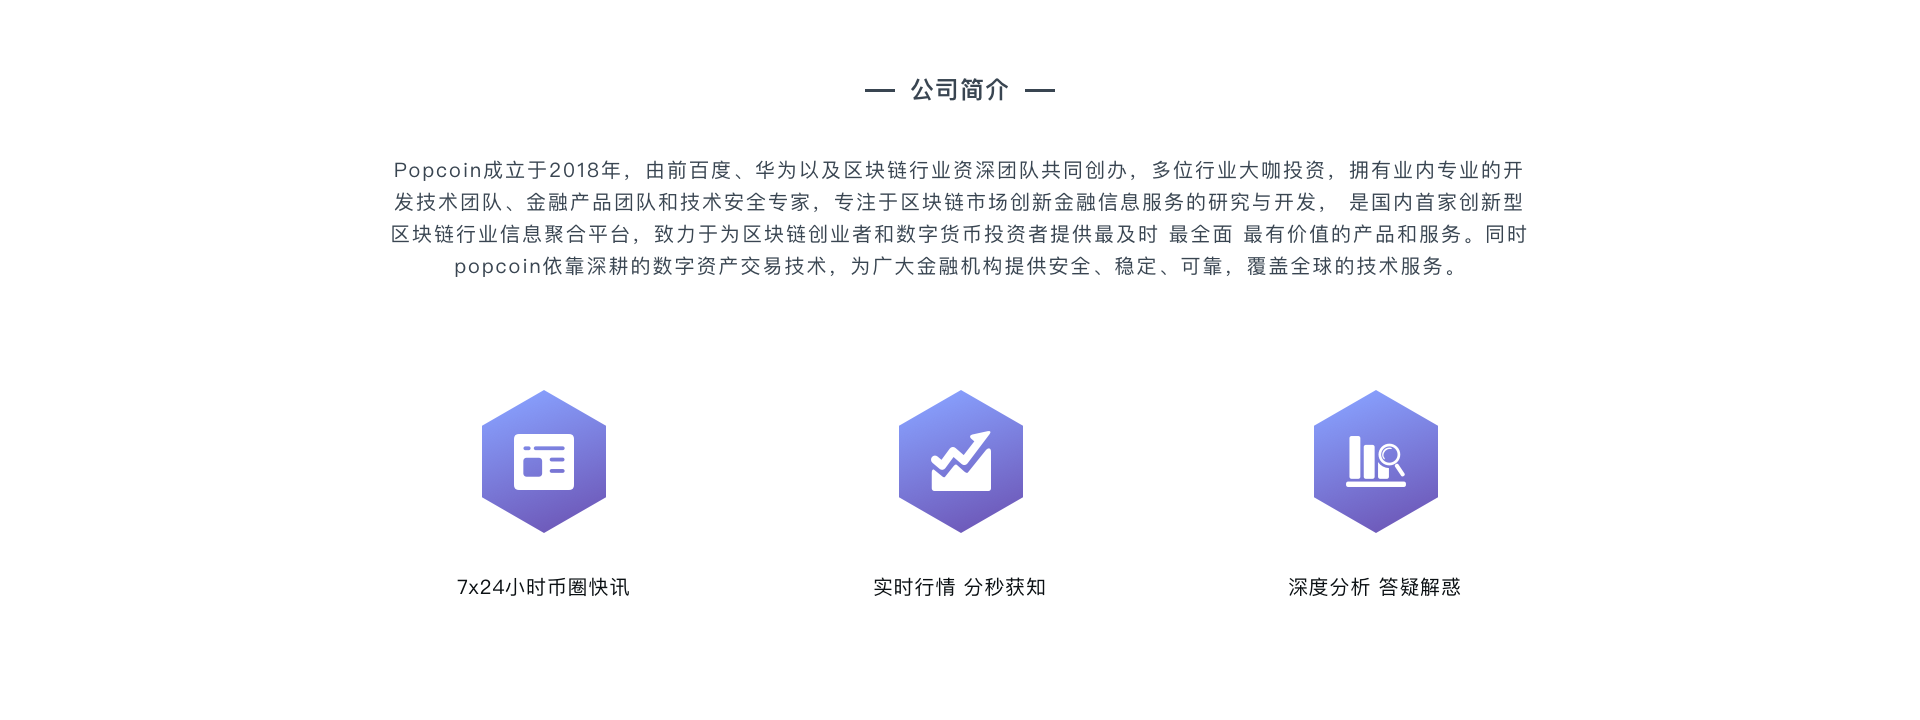 公司简介
Popcoin成立于2018年，由前百度、华为以及区块链行业资深团队共同创办，多位行业大咖投资，拥有业内专业的开
发技术团队、金融产品团队和技术安全专家，专注于区块链市场创新金融信息服务的研究与开发， 是国内首家创新型
区块链行业信息聚合平台，致力于为区块链创业者和数字货币投资者提供最及时 最全面 最有价值的产品和服务。同时
popcoin依靠深耕的数字资产交易技术，为广大金融机构提供安全、稳定、可靠，覆盖全球的技术服务。
7x24小时币圈快讯
实时行情 分秒获知
深度分析 答疑解惑